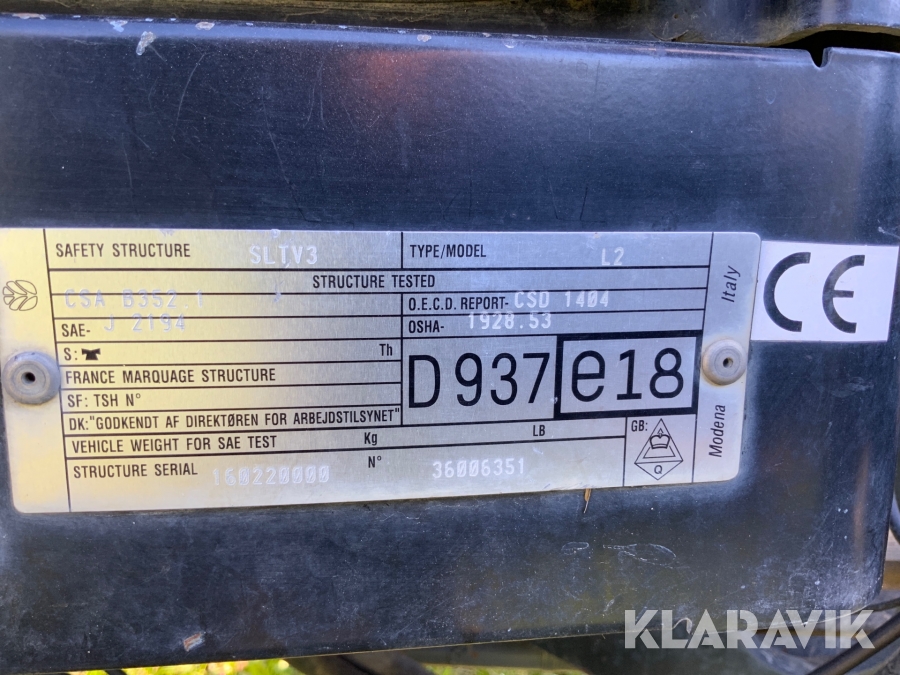 SAFETY STRUCTURE SLTV3 TYPE/MODEL L2
STRUCTURE TESTED
CSA B352.1 O.E.C.D. REPORT- CSD 1404
SAE- J 2194 OSHA- 1928.53
S: Th
FRANCE MARQUAGE STRUCTURE
D937 e18
SF: TSH N°
DK:"GODKENDT AF DIREKTØREN FOR ARBEJDSTILSYNET"
VEHICLE WEIGHT FOR SAE TEST Kg LB
GB:
Q
STRUCTURE SERIAL 160220000 N° 36006351
Modena Italy
CE
KLARAVIK